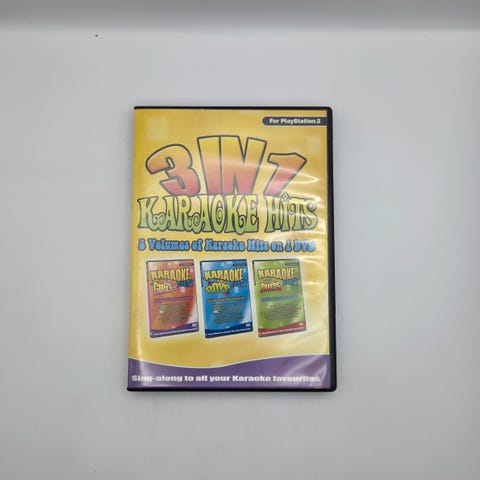 For PlayStation 2
3 IN 1
KARAOKE HITS
3 Volumes of Karaoke Hits on 1 DVD
KARAOKE
GIRLS
KARAOKE
BOYS
KARAOKE
DUETS
Sing-along to all your Karaoke favourites